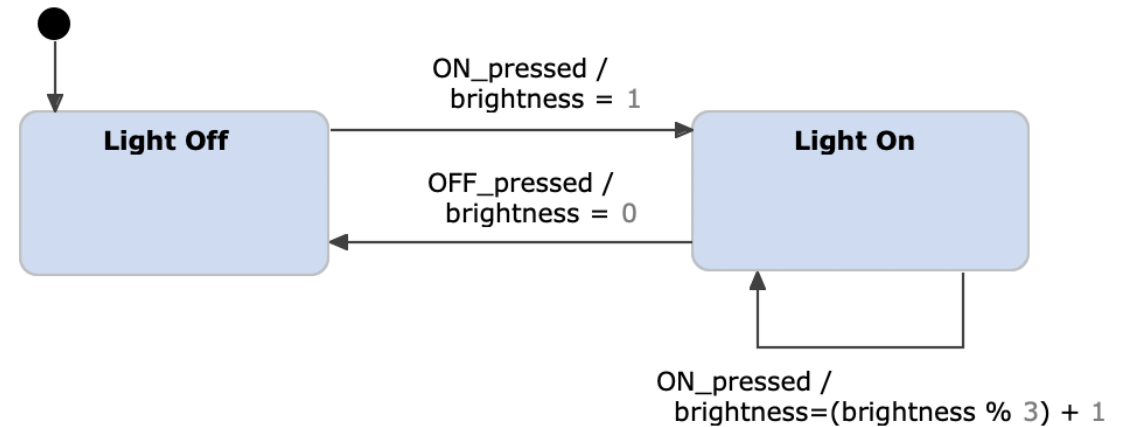 ON_pressed /
brightness = 1
Light Off
Light On
OFF_pressed /
brightness = 0
ON_pressed /
brightness=(brightness % 3) + 1